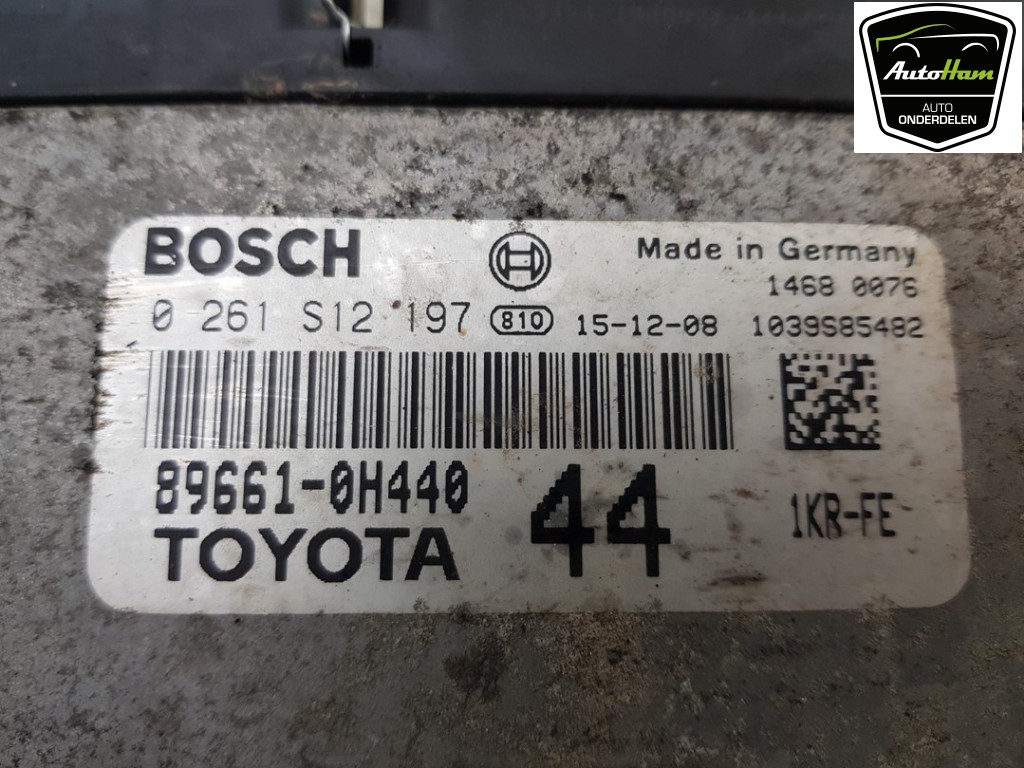 AutoHam
AUTO
ONDERDELEN
BOSCH
Made in Germany
1468 0076
0 261 S12 197 810 15-12-08 1039S85482
89661-0H440
44
1KR-FE
TOYOTA